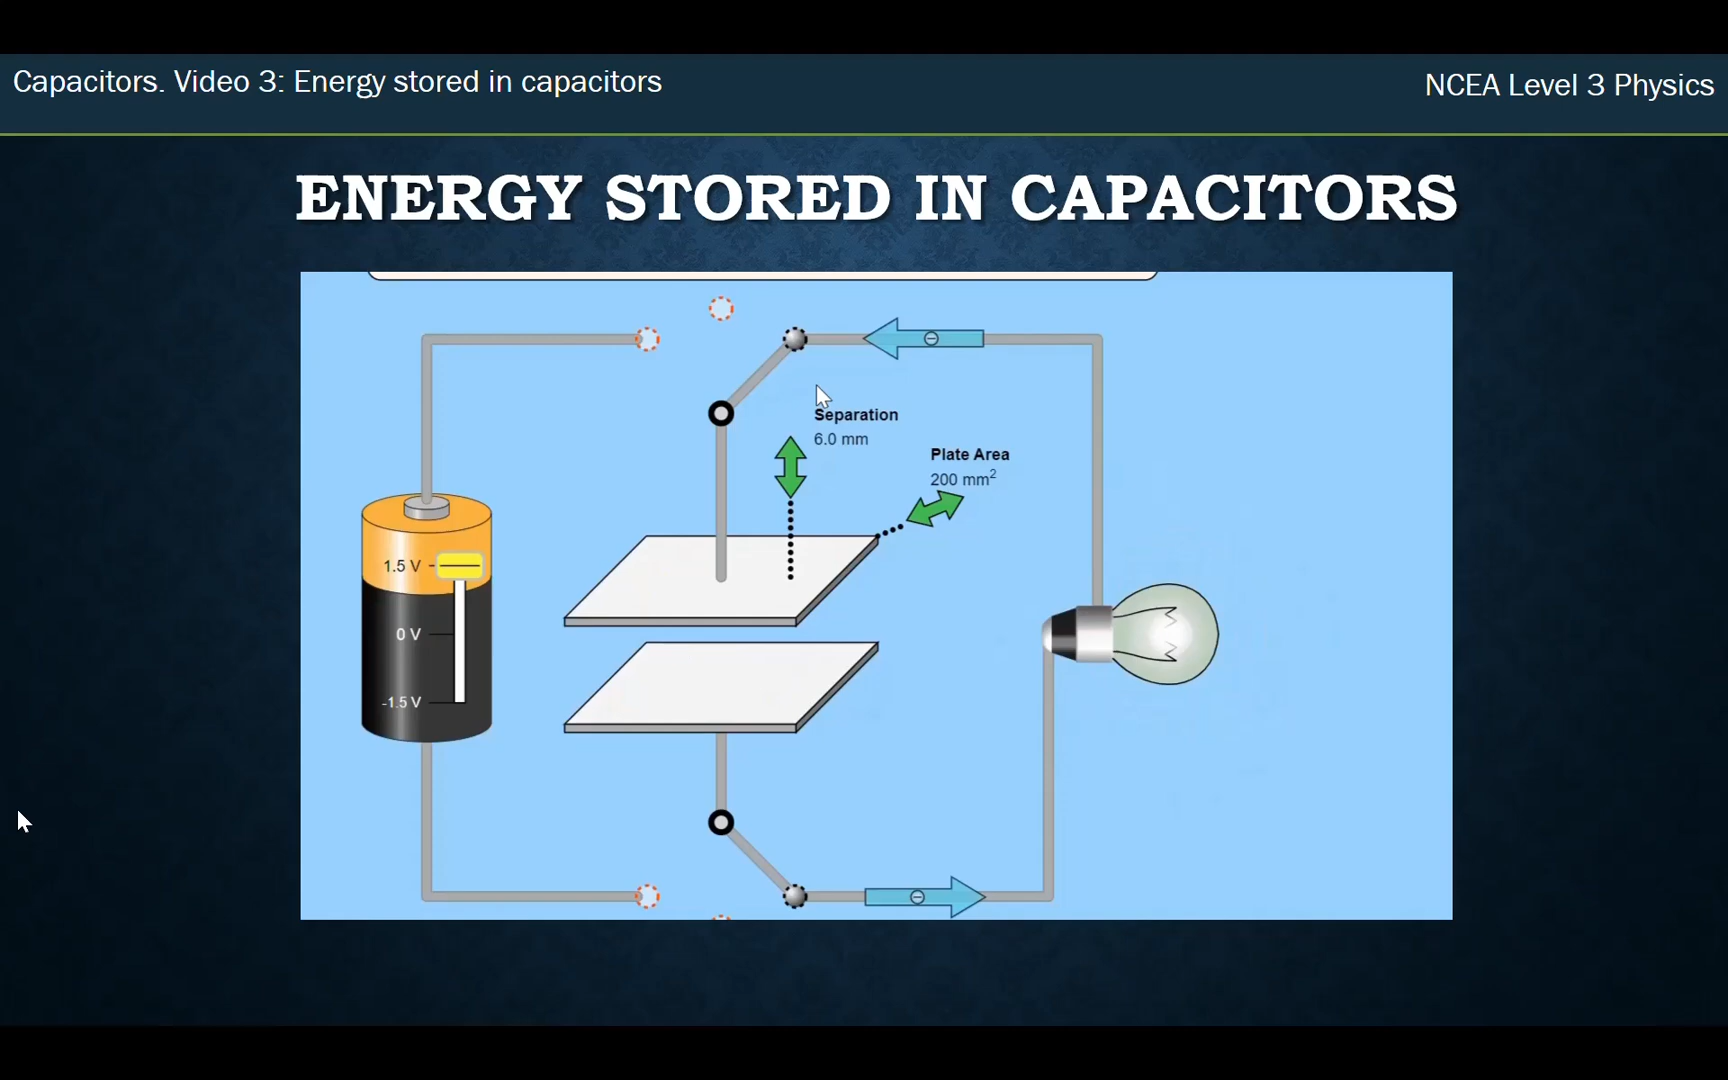 Capacitors. Video 3: Energy stored in capacitors
NCEA Level 3 Physics
ENERGY STORED IN CAPACITORS
Separation
6.0 mm
Plate Area
200 mm²
1.5 V
0 V
-1.5 V